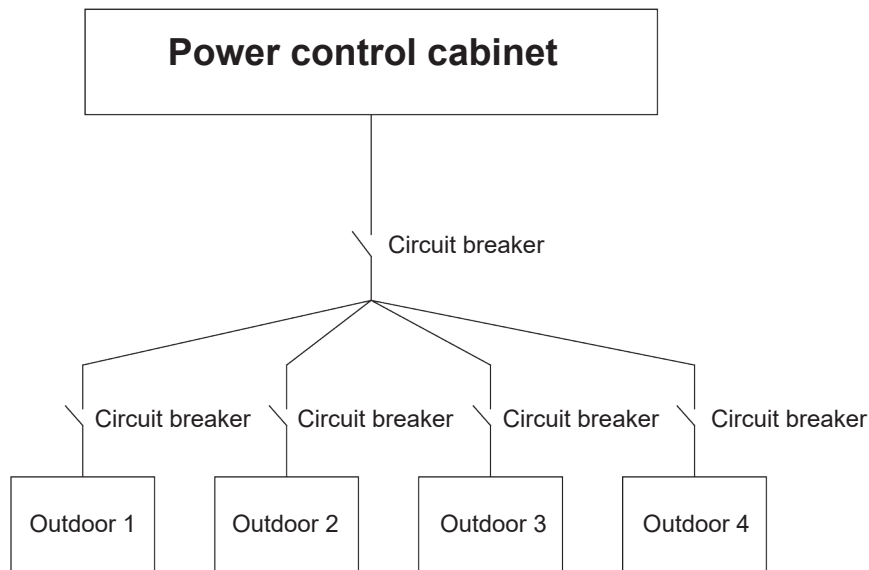 Power control cabinet
Circuit breaker
Circuit breaker
Circuit breaker
Circuit breaker
Circuit breaker
Outdoor 1
Outdoor 2
Outdoor 3
Outdoor 4